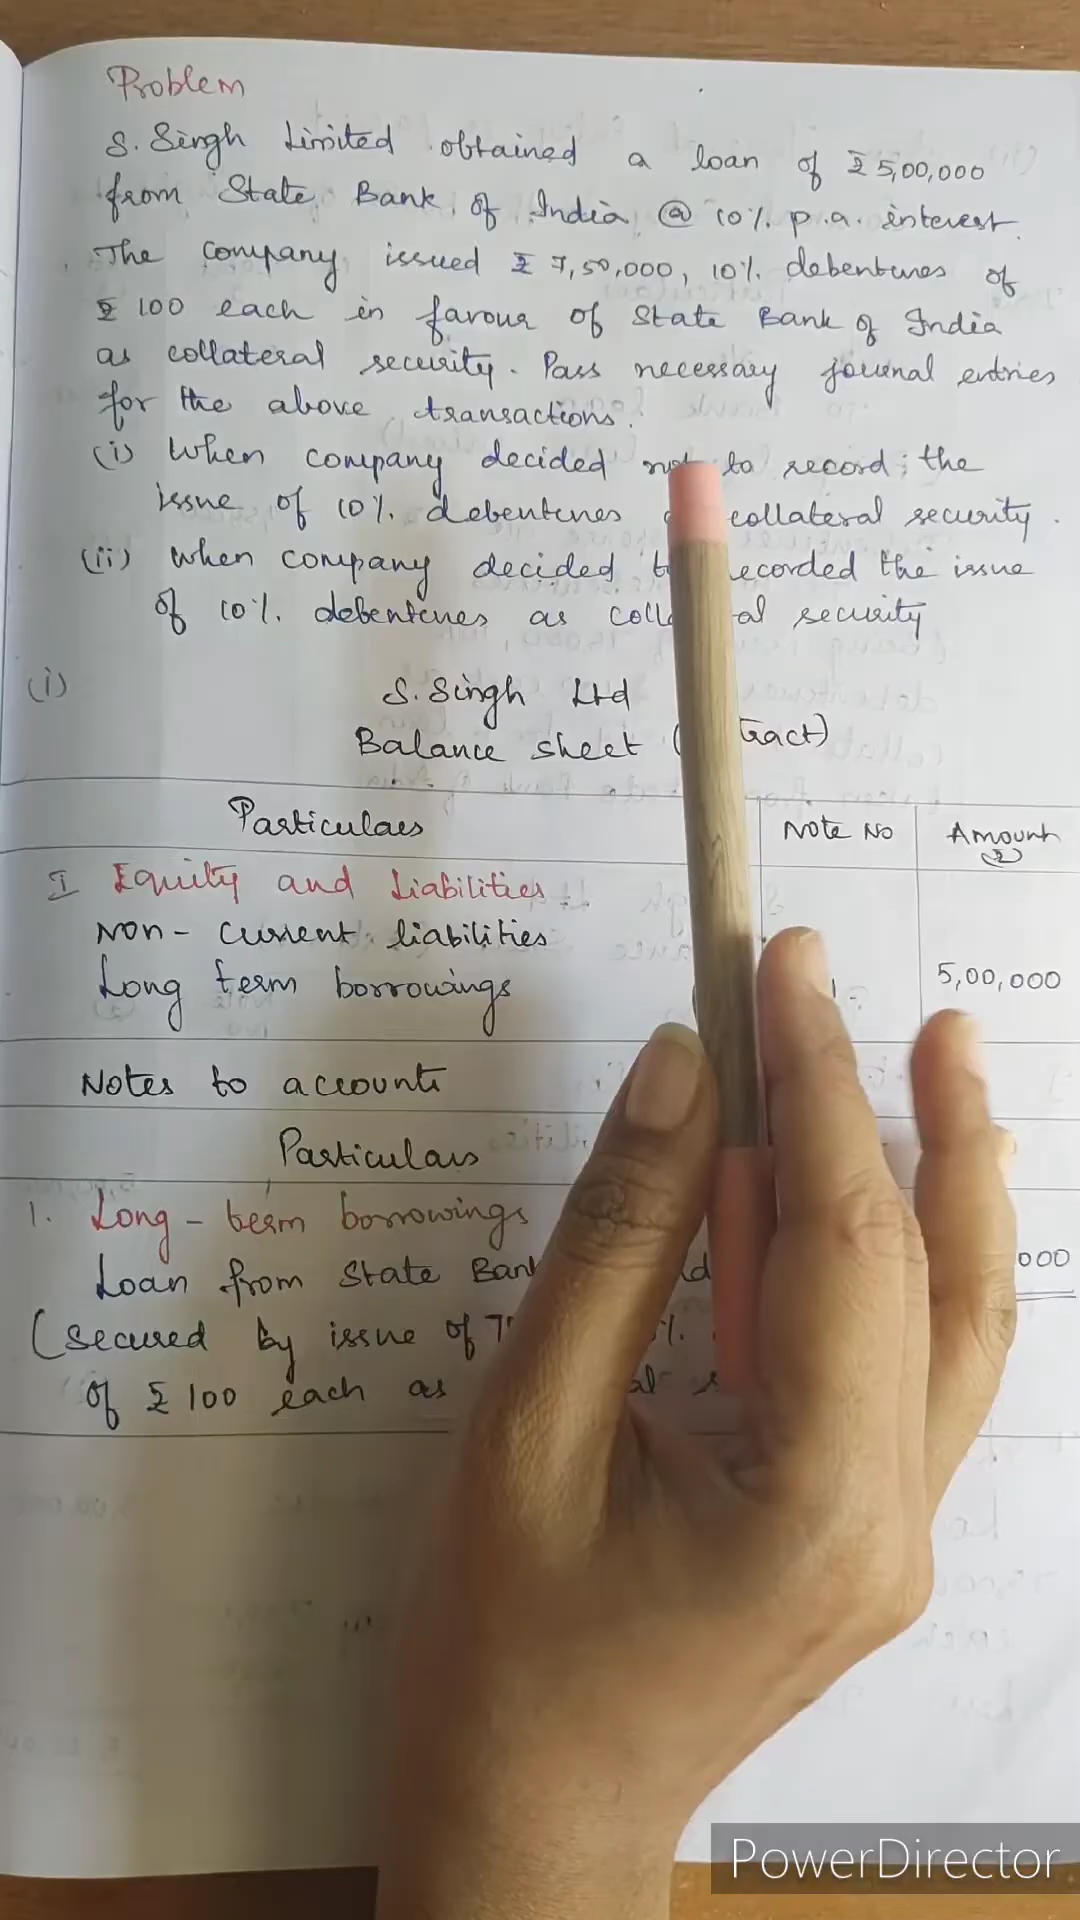 Problem
S. Singh Limited obtained a loan of ₹ 5,00,000
from State Bank of India @ 10% p.a. interest.
The company issued ₹ 7,50,000, 10% debentures of
₹ 100 each in favour of State Bank of India
as collateral security. Pass necessary journal entries
for the above transactions.
(i) When company decided not to record the
issue of 10% debentures collateral security.
(ii) When company decided recorded the issue
of 10% debentures as security
(i) S. Singh Ltd
Balance sheet
Particulars Note No Amount
₹
I Equity and Liabilities
Non - current liabilities
Long term borrowings 1 5,00,000
Notes to accounts
Particulars
1. Long - term borrowings
Loan from State Bank 000
(secured by issue of
of ₹ 100 each as
PowerDirector